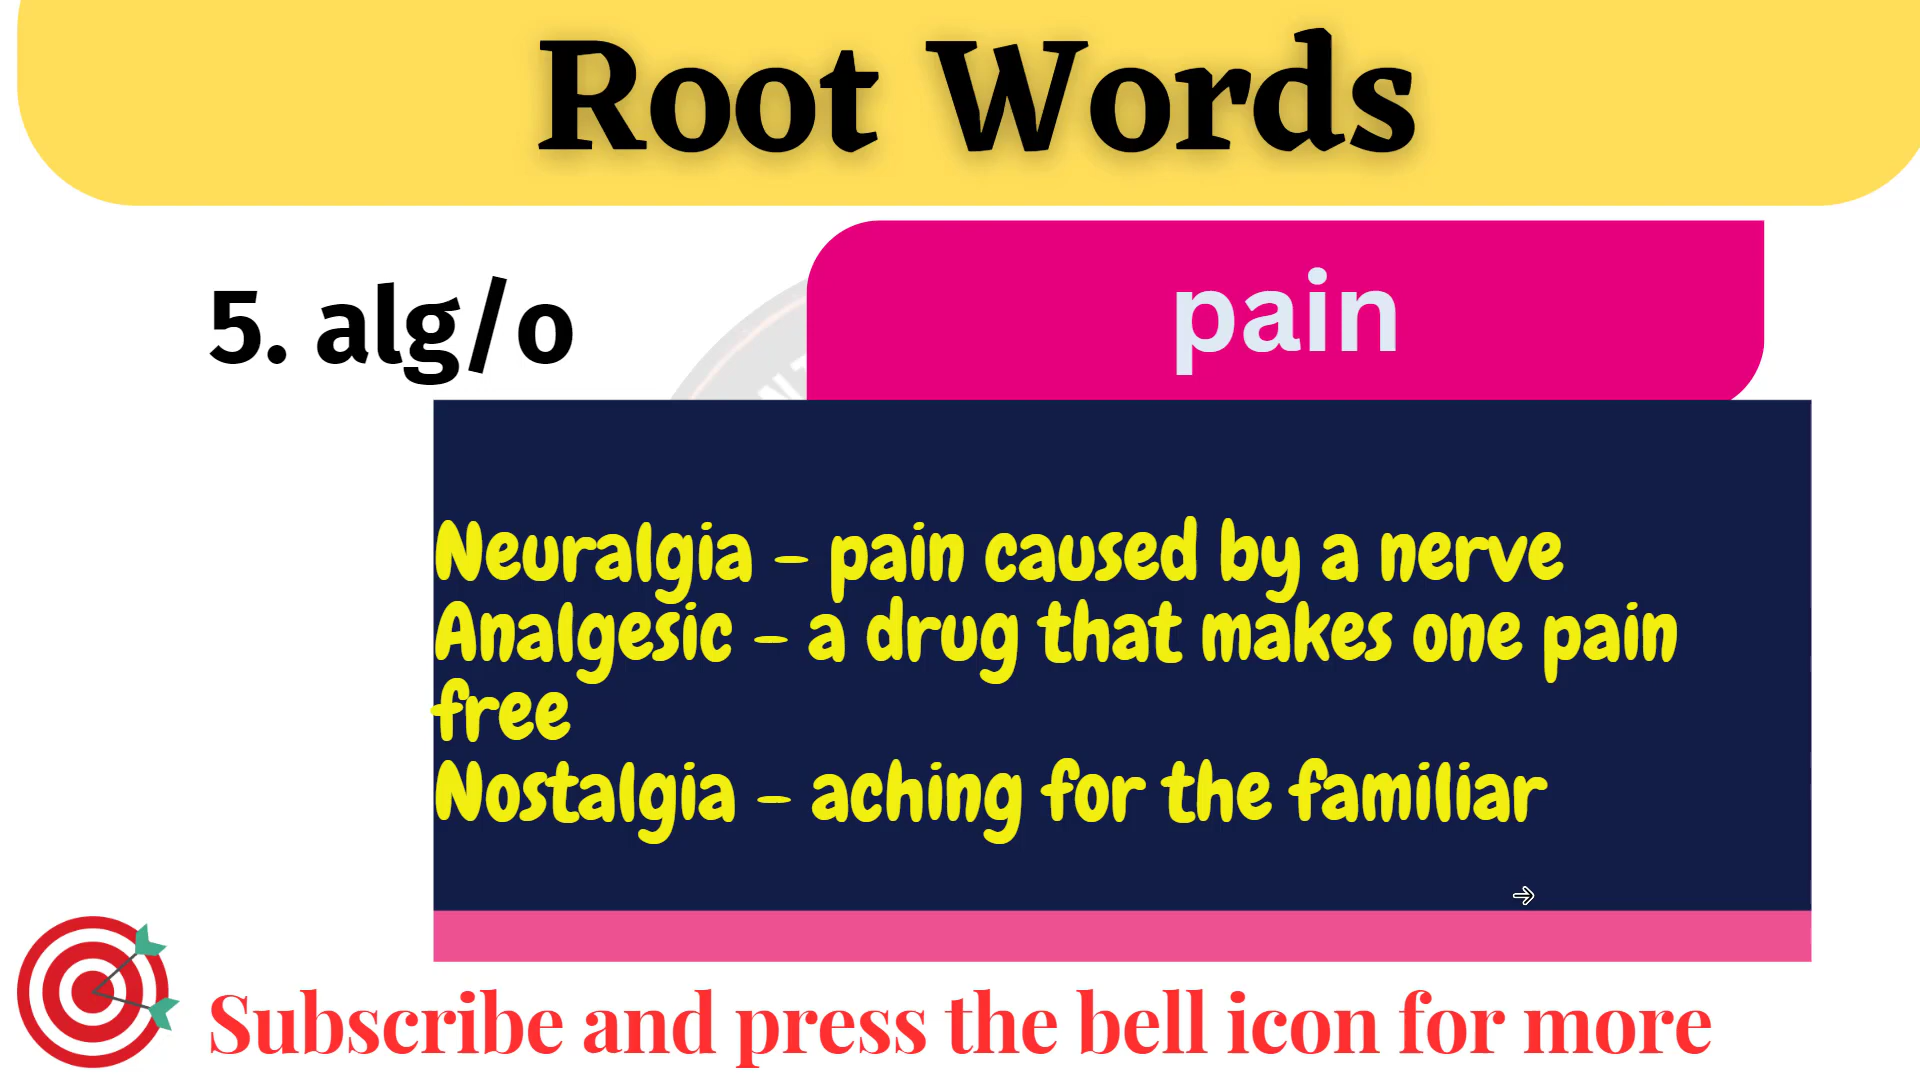 Root Words
5. alg/o
pain
Neuralgia - pain caused by a nerve
Analgesic - a drug that makes one pain
free
Nostalgia - aching for the familiar
Subscribe and press the bell icon for more